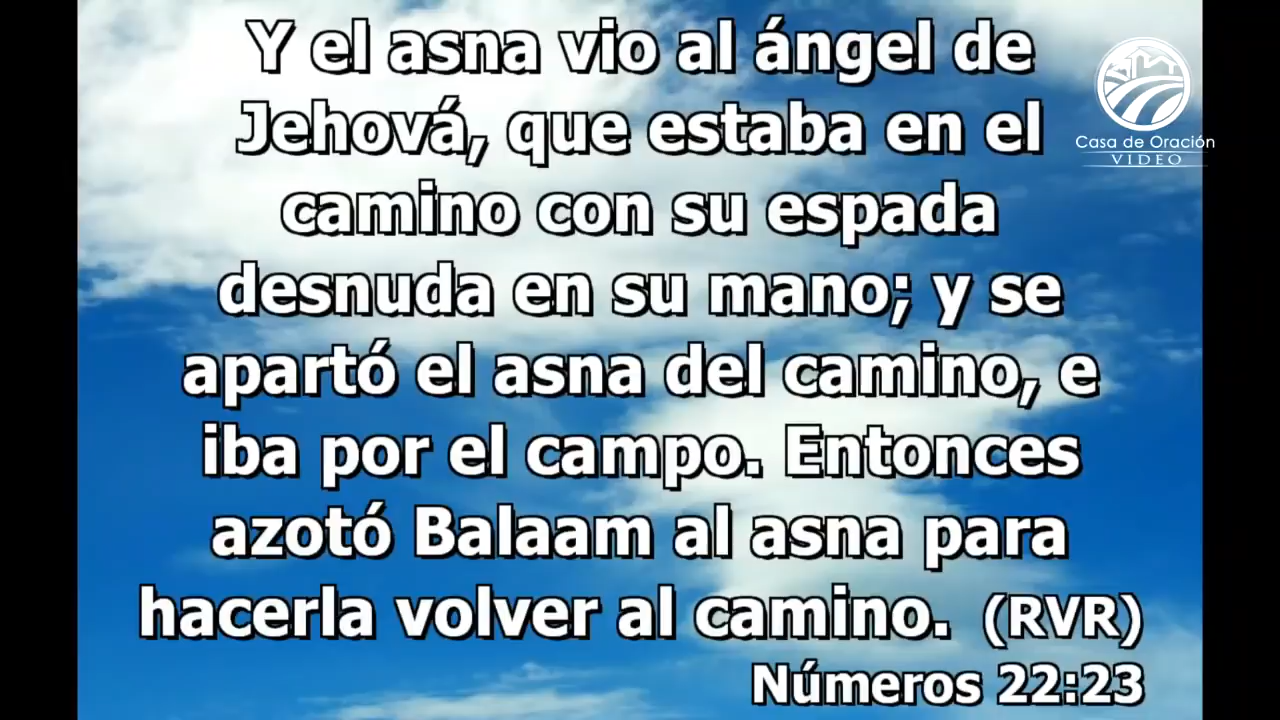 Y el asna vio al ángel de
Jehová, que estaba en el
camino con su espada
desnuda en su mano; y se
apartó el asna del camino, e
iba por el campo. Entonces
azotó Balaam al asna para
hacerla volver al camino. (RVR)
Números 22:23
Casa de Oración
VIDEO